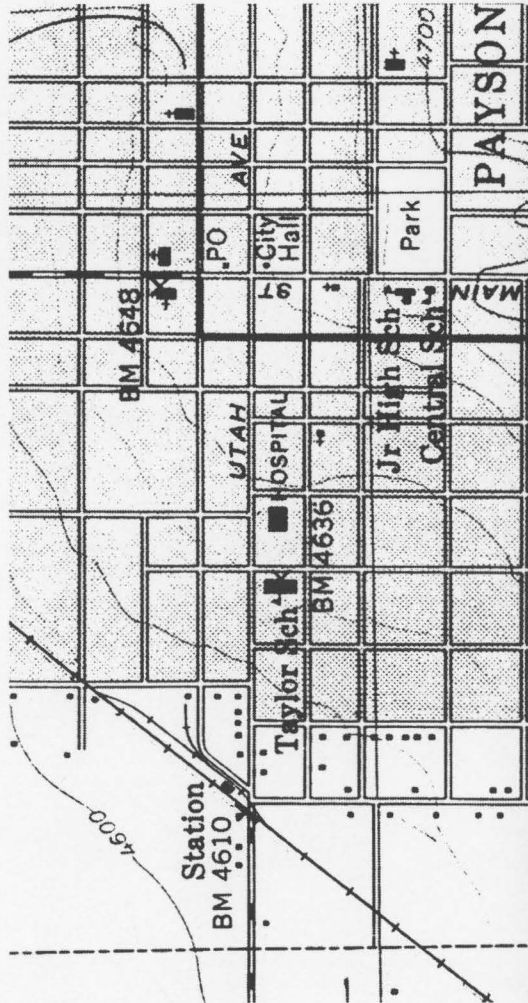 4700
PAYSON
AVE
PO
City
Hall
Park
ST
MAIN
BM 4648
Jr High Sch
Central Sch
UTAH
HOSPITAL
BM 4636
Taylor Sch
Station
BM 4610
4600